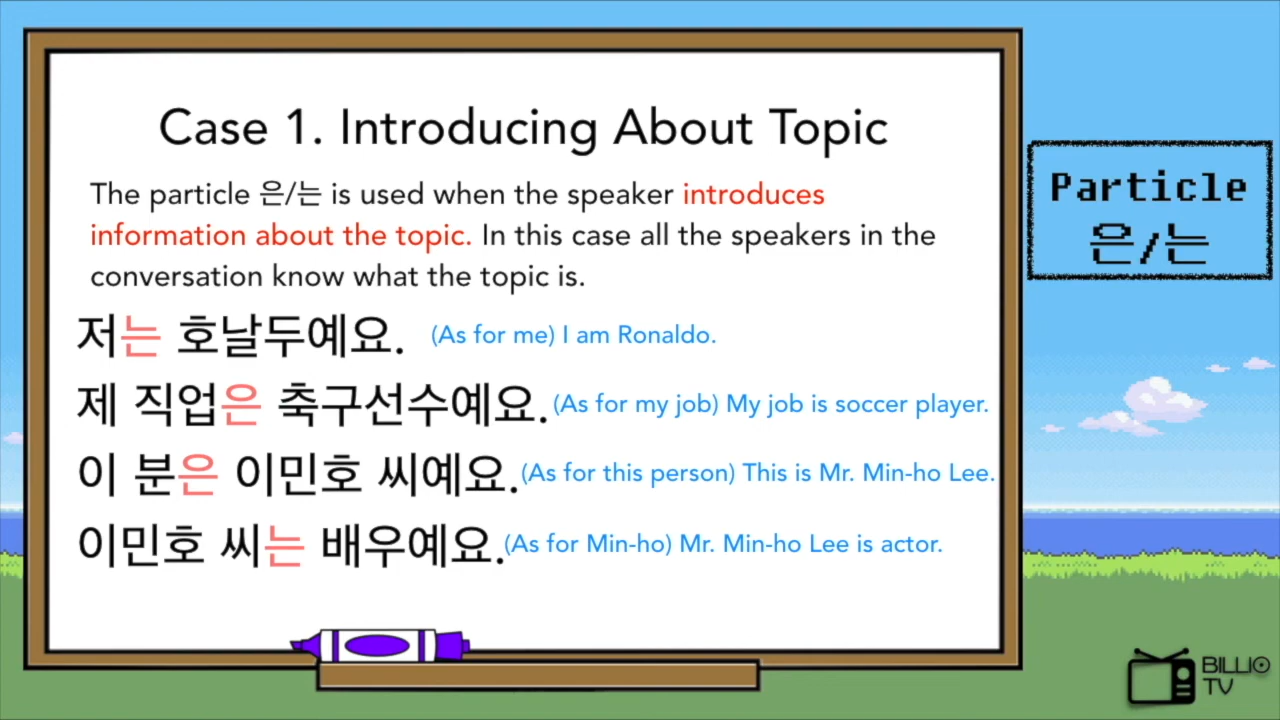 Case 1. Introducing About Topic
The particle 은/는 is used when the speaker introduces
information about the topic. In this case all the speakers in the
conversation know what the topic is.
저는 호날두예요. (As for me) I am Ronaldo.
제 직업은 축구선수예요. (As for my job) My job is soccer player.
이 분은 이민호 씨예요. (As for this person) This is Mr. Min-ho Lee.
이민호 씨는 배우예요. (As for Min-ho) Mr. Min-ho Lee is actor.
Particle
은/는
BILLIO
TV